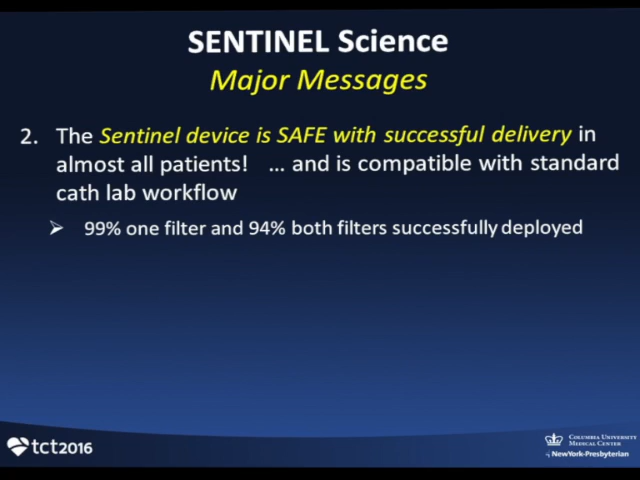 SENTINEL Science
Major Messages
2. The Sentinel device is SAFE with successful delivery in
almost all patients! ... and is compatible with standard
cath lab workflow
➢ 99% one filter and 94% both filters successfully deployed
tct2016
COLUMBIA UNIVERSITY
MEDICAL CENTER
NewYork-Presbyterian